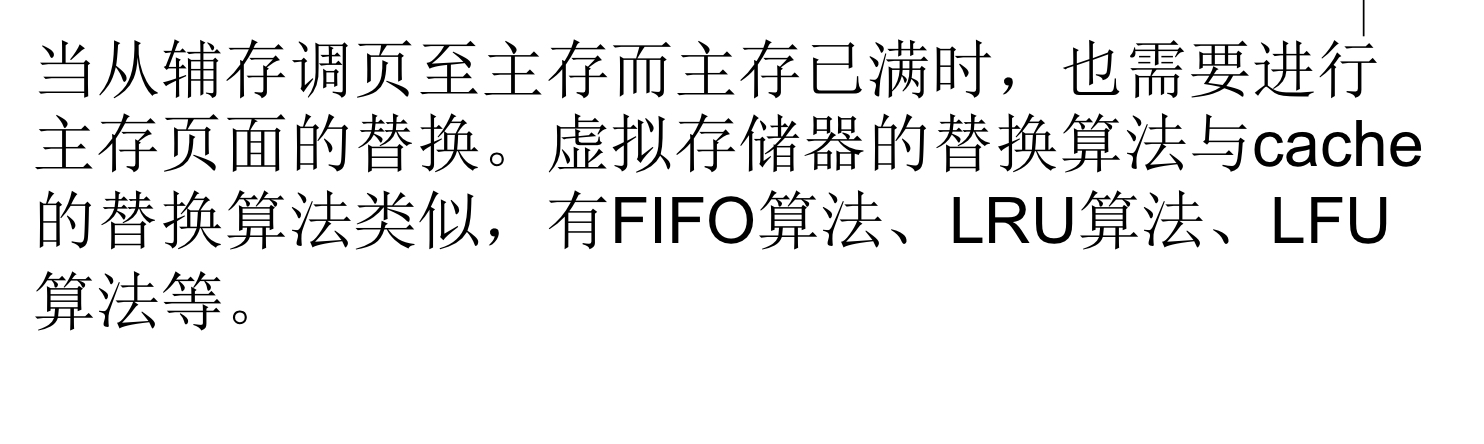 当从辅存调页至主存而主存已满时，也需要进行
主存页面的替换。虚拟存储器的替换算法与cache
的替换算法类似，有FIFO算法、LRU算法、LFU
算法等。